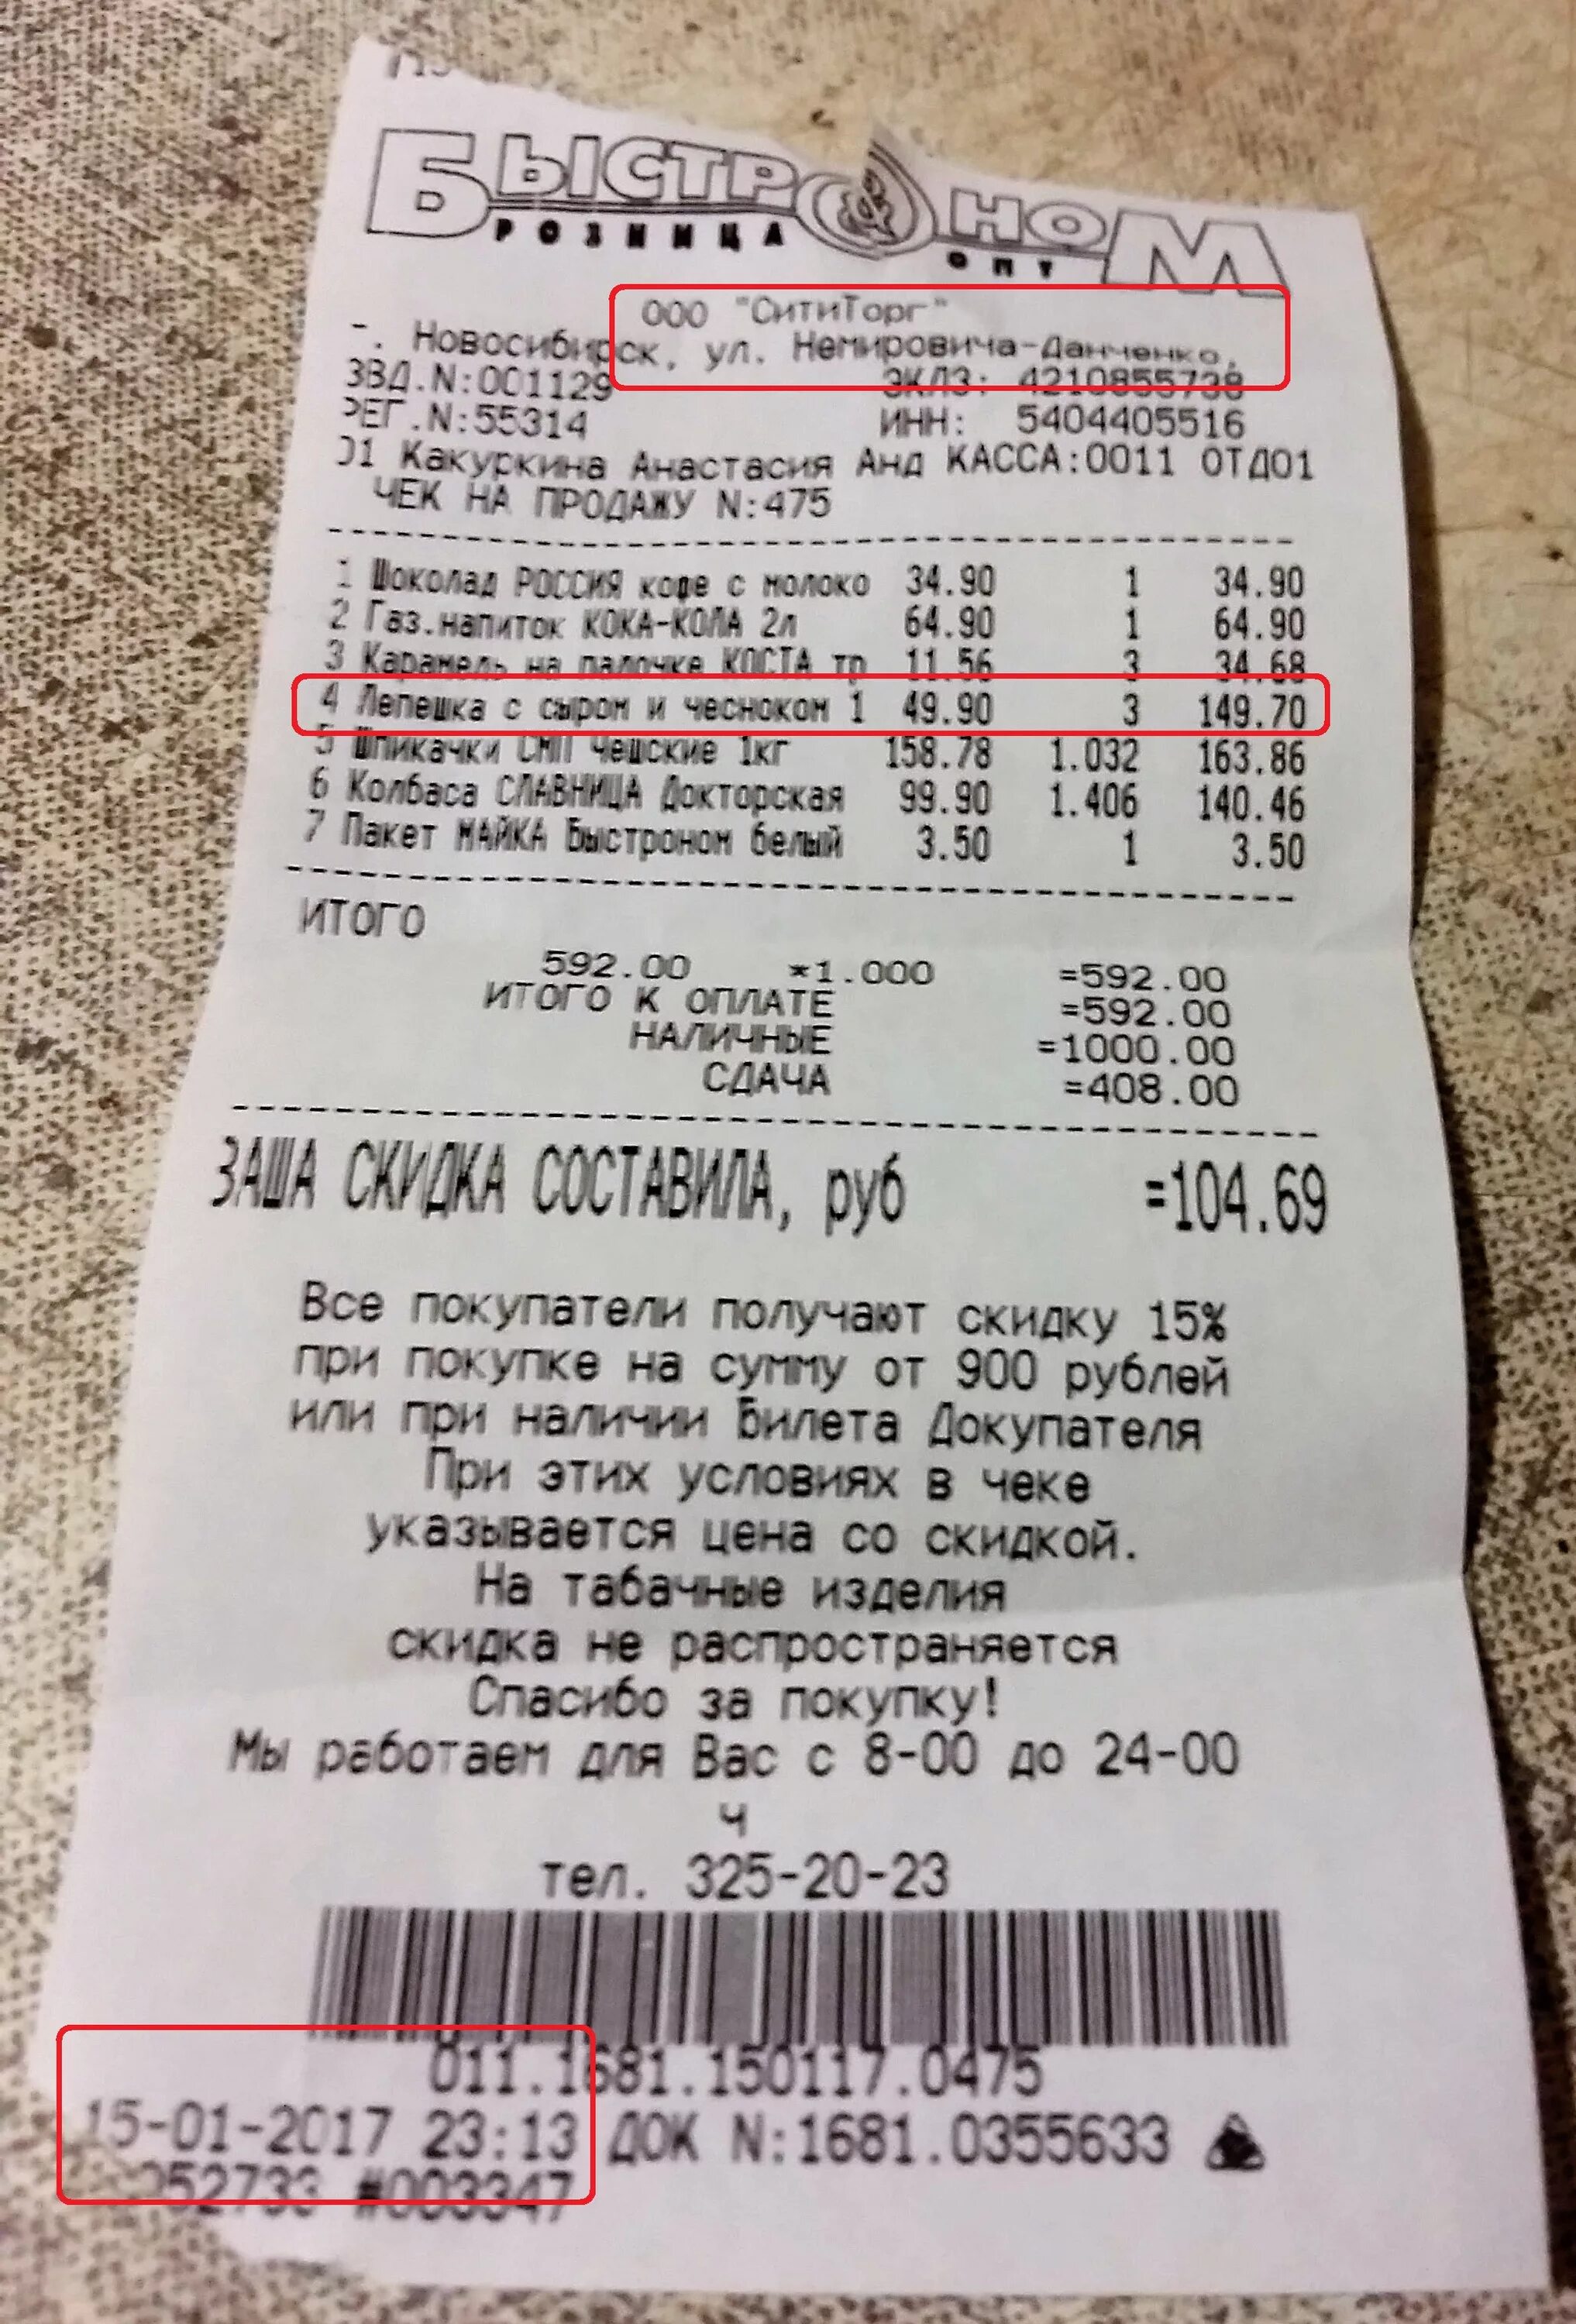 БЫСТРОНОМ
РОЗНИЦА ОПТ
ООО "СитиТорг"
. Новосибирск, ул. Немировича-Данченко,
ЗВД.N:001129 ЭКЛЗ: 4210855738
РЕГ.N:55314 ИНН: 5404405516
01 Какуркина Анастасия Анд КАССА:0011 ОТД01
ЧЕК НА ПРОДАЖУ N:475
1 Шоколад РОССИЯ кофе с молоко 34.90 1 34.90
2 Газ.напиток КОКА-КОЛА 2л 64.90 1 64.90
3 Карамель на палочке КОСТА тр 11.56 3 34.68
4 Лепешка с сыром и чесноком 1 49.90 3 149.70
5 Шпикачки СМП Чешские 1кг 158.78 1.032 163.86
6 Колбаса СЛАВНИЦА Докторская 99.90 1.406 140.46
7 Пакет МАЙКА Быстроном белый 3.50 1 3.50
ИТОГО
592.00 *1.000 =592.00
ИТОГО К ОПЛАТЕ =592.00
НАЛИЧНЫЕ =1000.00
СДАЧА =408.00
ВАША СКИДКА СОСТАВИЛА, руб =104.69
Все покупатели получают скидку 15%
при покупке на сумму от 900 рублей
или при наличии Билета Докупателя
При этих условиях в чеке
указывается цена со скидкой.
На табачные изделия
скидка не распространяется
Спасибо за покупку!
Мы работаем для Вас с 8-00 до 24-00
ч
тел. 325-20-23
011.1681.150117.0475
15-01-2017 23:13 ДОК N:1681.0355633
052733 #003347